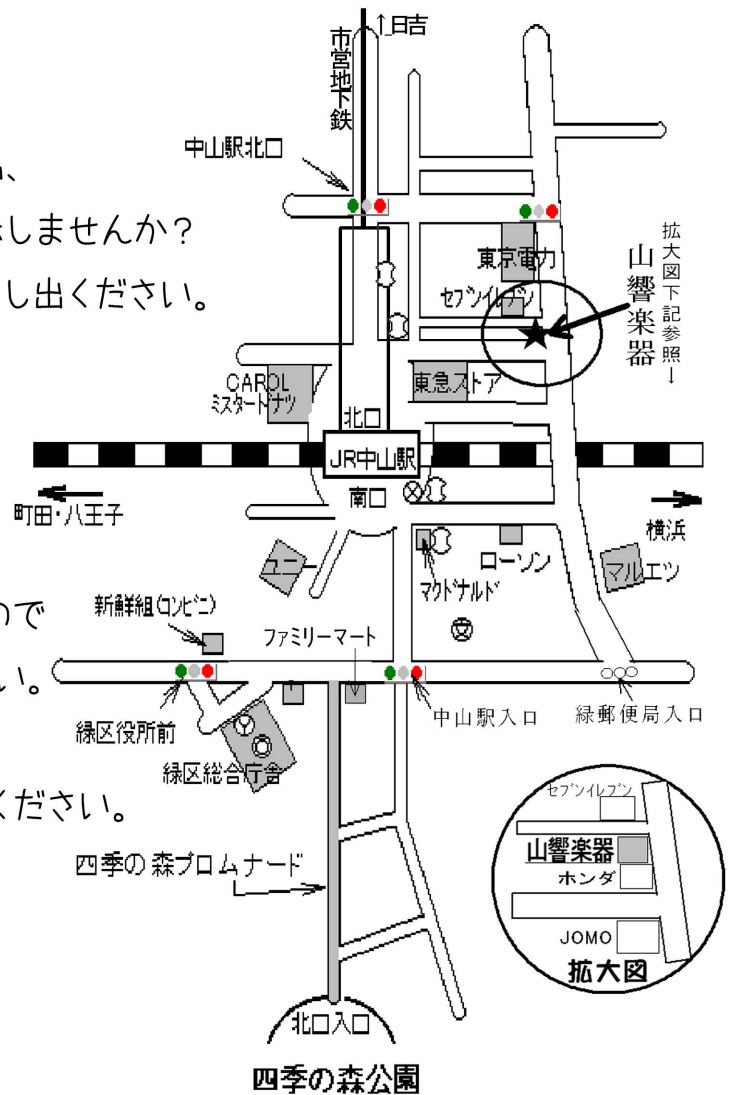 ↑日吉
市営地下鉄
中山駅北口
、
しませんか?
し出ください。
東京電力
セブンイレブン
山響楽器
拡大図下記参照→
CAROL
ミスタードナツ
東急ストア
北口
JR中山駅
南口
町田・八王子
横浜
ユニー
マクドナルド
ローソン
マルエツ
ので
新鮮組(コンビニ)
ファミリーマート
い。
緑区役所前
中山駅入口
緑郵便局入口
緑区総合庁舎
ください。
四季の森プロムナード
セブンイレブン
山響楽器
ホンダ
JOMO
拡大図
北口入口
四季の森公園